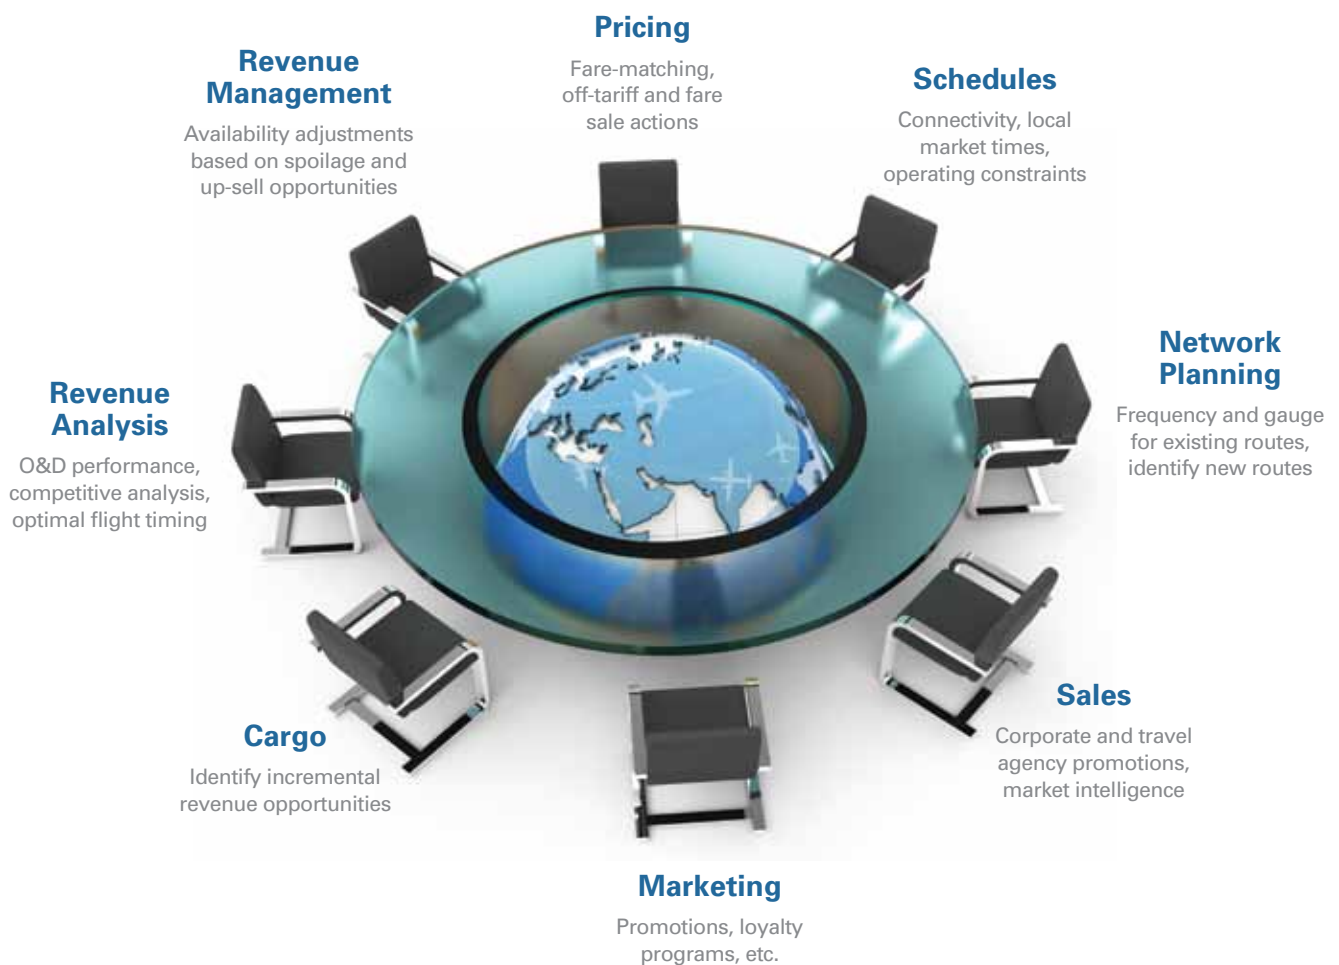 Pricing
Fare-matching,
off-tariff and fare
sale actions
Schedules
Connectivity, local
market times,
operating constraints
Network
Planning
Frequency and gauge
for existing routes,
identify new routes
Sales
Corporate and travel
agency promotions,
market intelligence
Marketing
Promotions, loyalty
programs, etc.
Cargo
Identify incremental
revenue opportunities
Revenue
Analysis
O&D performance,
competitive analysis,
optimal flight timing
Revenue
Management
Availability adjustments
based on spoilage and
up-sell opportunities